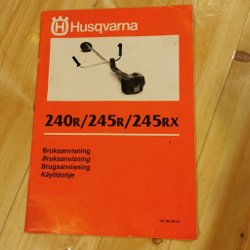 Husqvarna
240R/245R/245RX
Bruksanvisning
Bruksanvisning
Brugsanvisning
Käyttöohje